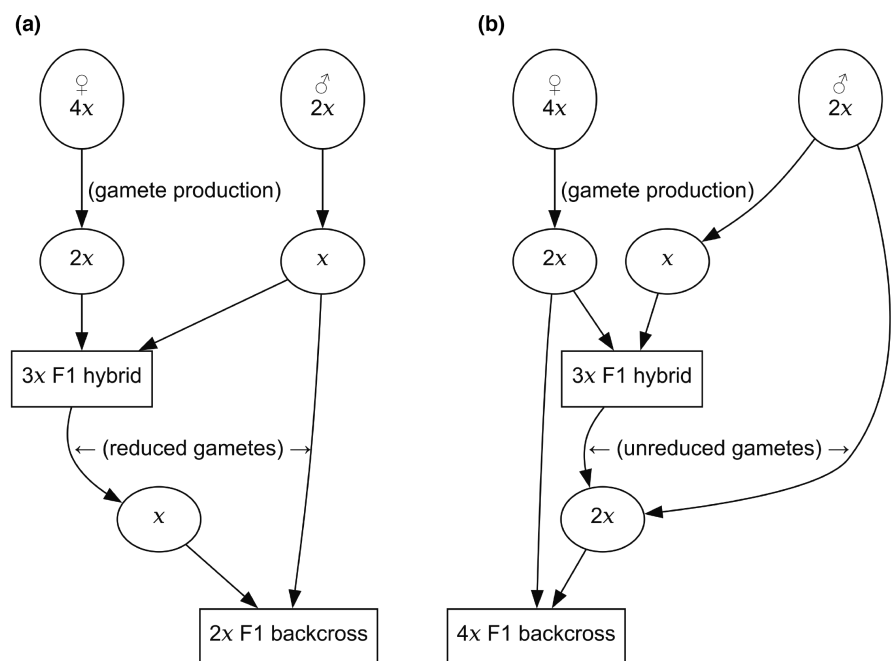 (a)
♀
4x
♂
2x
(gamete production)
2x
x
3x F1 hybrid
← (reduced gametes) →
x
2x F1 backcross
(b)
♀
4x
♂
2x
(gamete production)
2x
x
3x F1 hybrid
← (unreduced gametes) →
2x
4x F1 backcross